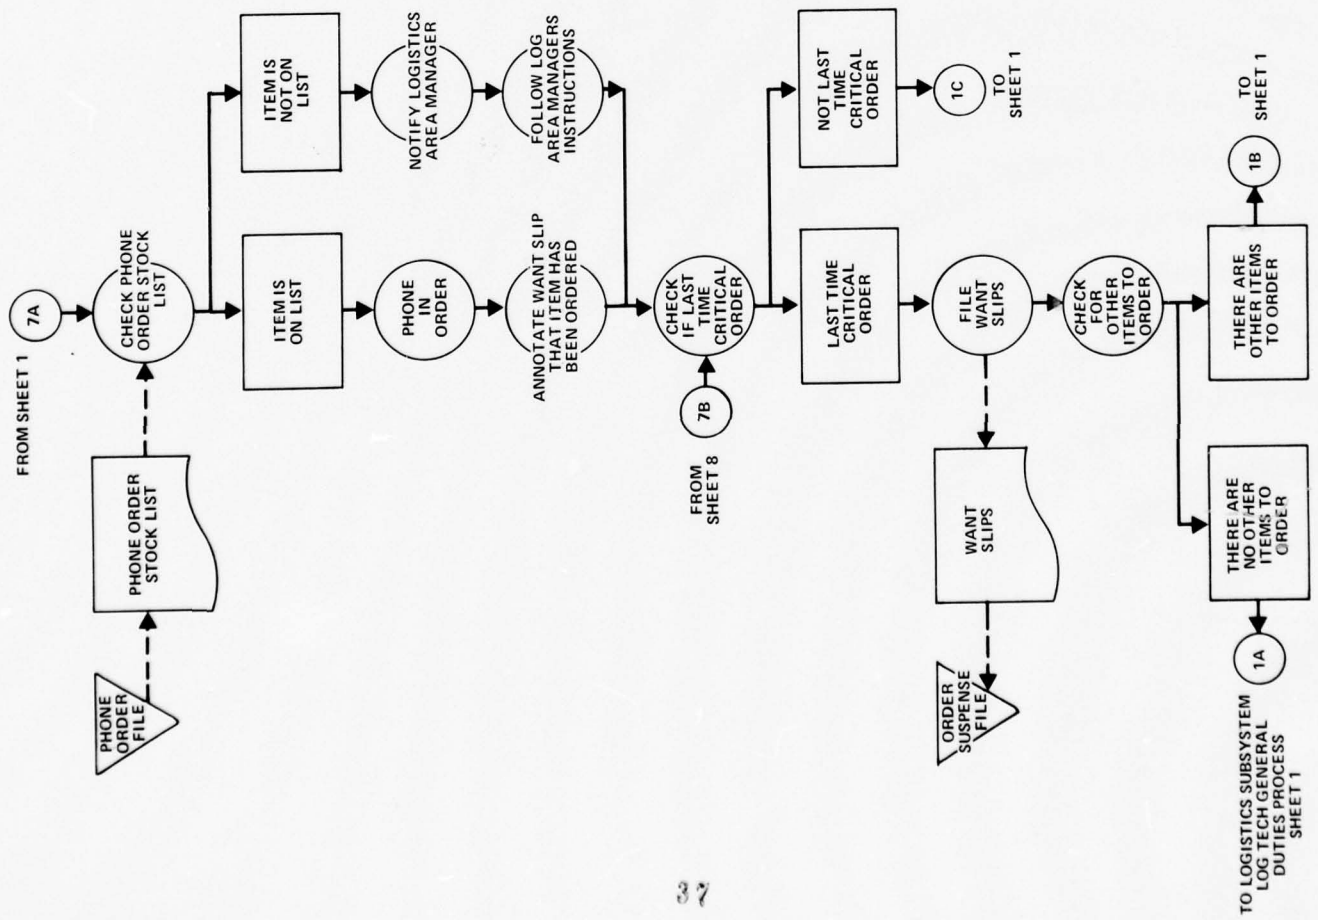 FROM SHEET 1
7A
PHONE
ORDER
FILE
PHONE ORDER
STOCK LIST
CHECK PHONE
ORDER STOCK
LIST
ITEM IS
ON LIST
ITEM IS
NOT ON
LIST
PHONE
IN
ORDER
NOTIFY LOGISTICS
AREA MANAGER
ANNOTATE WANT SLIP
THAT ITEM HAS
BEEN ORDERED
FOLLOW LOG
AREA MANAGERS
INSTRUCTIONS
FROM
SHEET 8
7B
CHECK
IF LAST
TIME
CRITICAL
ORDER
LAST TIME
CRITICAL
ORDER
NOT LAST
TIME
CRITICAL
ORDER
1C
TO
SHEET 1
ORDER
SUSPENSE
FILE
WANT
SLIPS
FILE
WANT
SLIPS
CHECK
FOR
OTHER
ITEMS TO
ORDER
THERE ARE
NO OTHER
ITEMS TO
ORDER
THERE ARE
OTHER ITEMS
TO ORDER
1B
TO
SHEET 1
1A
TO LOGISTICS SUBSYSTEM
LOG TECH GENERAL
DUTIES PROCESS
SHEET 1
37